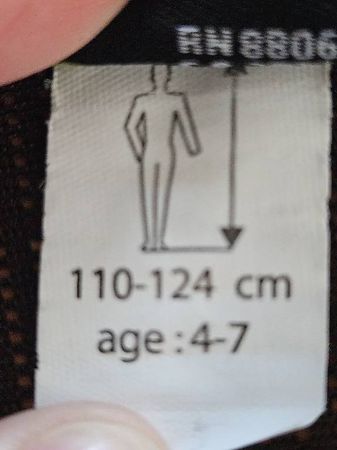 RN 8806
110-124 cm
age : 4-7